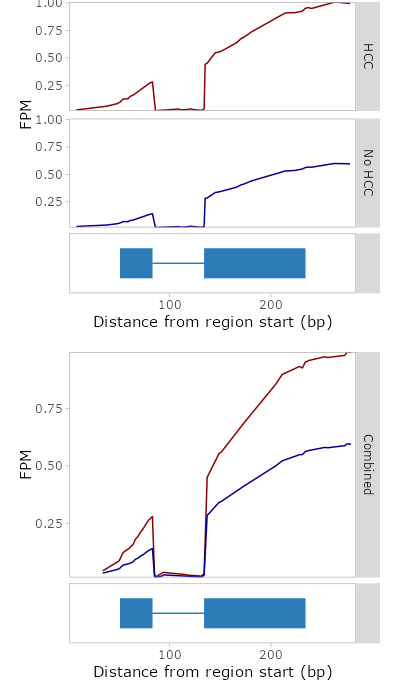 1.00
0.75
0.50
0.25
HCC
FPM
1.00
0.75
0.50
0.25
No HCC
100 200
Distance from region start (bp)
0.75
0.50
0.25
FPM
Combined
100 200
Distance from region start (bp)